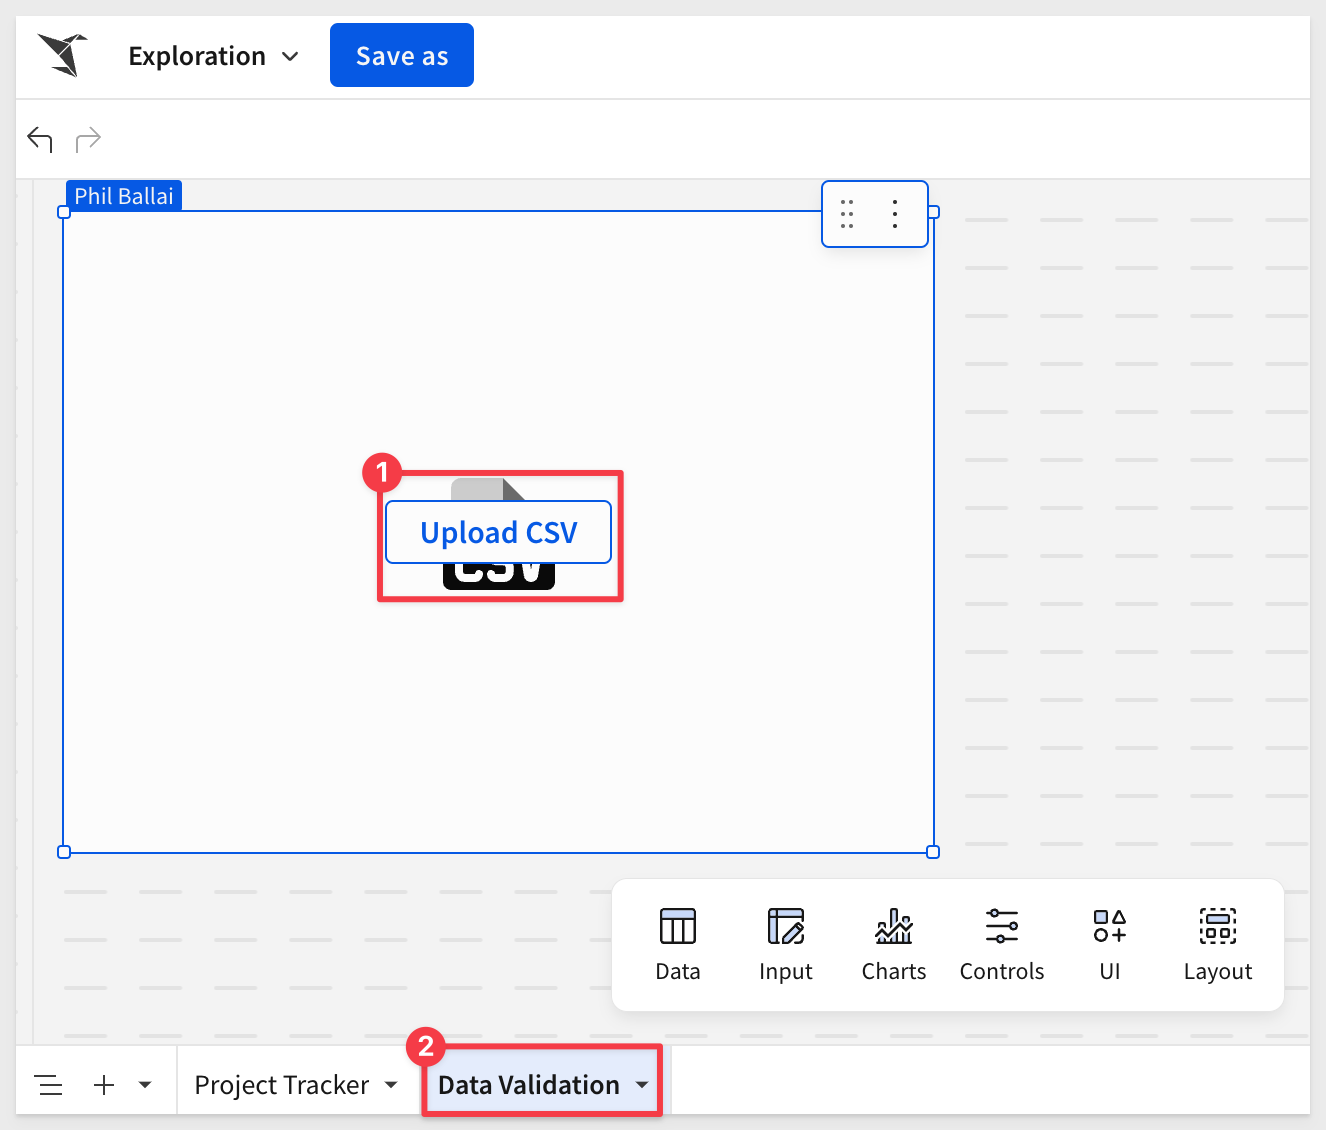 Exploration
Save as
Phil Ballai
1
Upload CSV
CSV
Data
Input
Charts
Controls
UI
Layout
2
Project Tracker
Data Validation